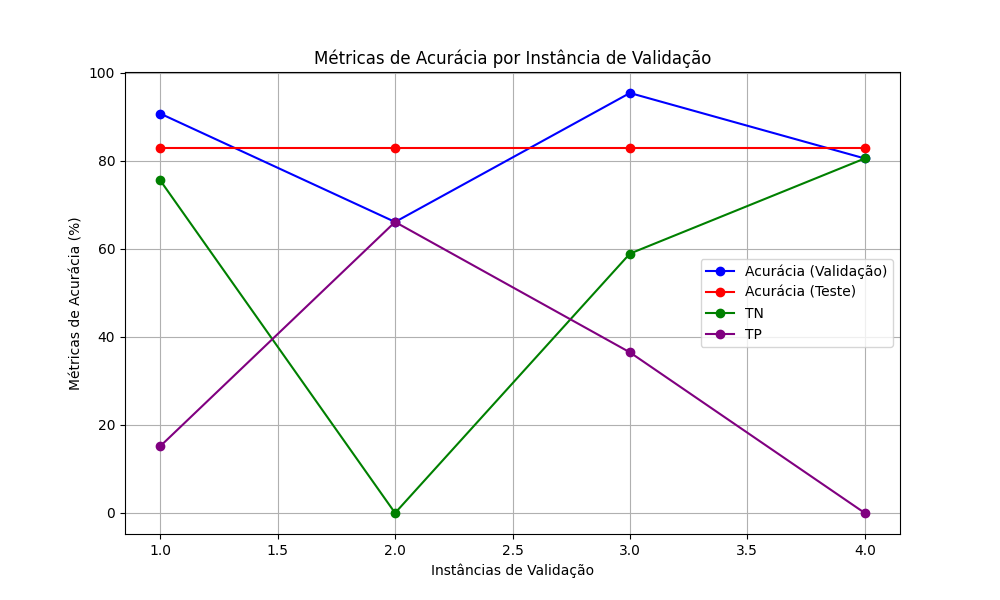 Métricas de Acurácia por Instância de Validação
Métricas de Acurácia (%)
100
80
60
40
20
0
Acurácia (Validação)
Acurácia (Teste)
TN
TP
1.0
1.5
2.0
2.5
3.0
3.5
4.0
Instâncias de Validação